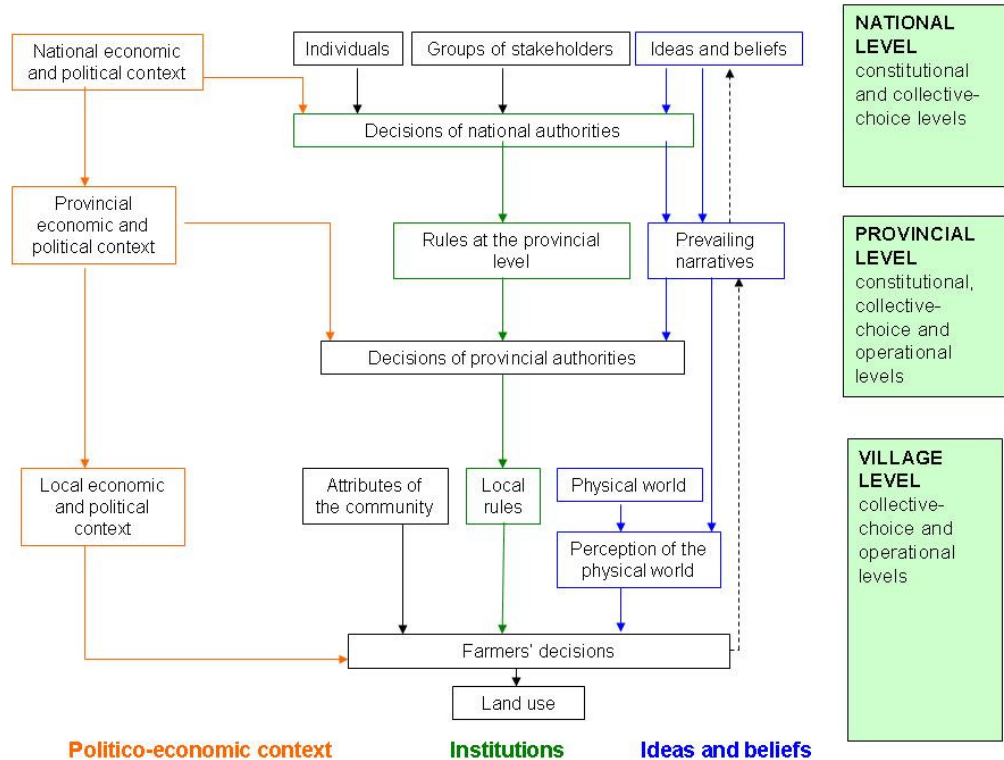 National economic
and political context
Individuals
Groups of stakeholders
Ideas and beliefs
NATIONAL
LEVEL
constitutional
and collective-
choice levels
Decisions of national authorities
Provincial
economic and
political context
Rules at the provincial
level
Prevailing
narratives
PROVINCIAL
LEVEL
constitutional,
collective-
choice and
operational
levels
Decisions of provincial authorities
Local economic
and political
context
Attributes of
the community
Local
rules
Physical world
Perception of the
physical world
VILLAGE
LEVEL
collective-
choice and
operational
levels
Farmers' decisions
Land use
Politico-economic context
Institutions
Ideas and beliefs